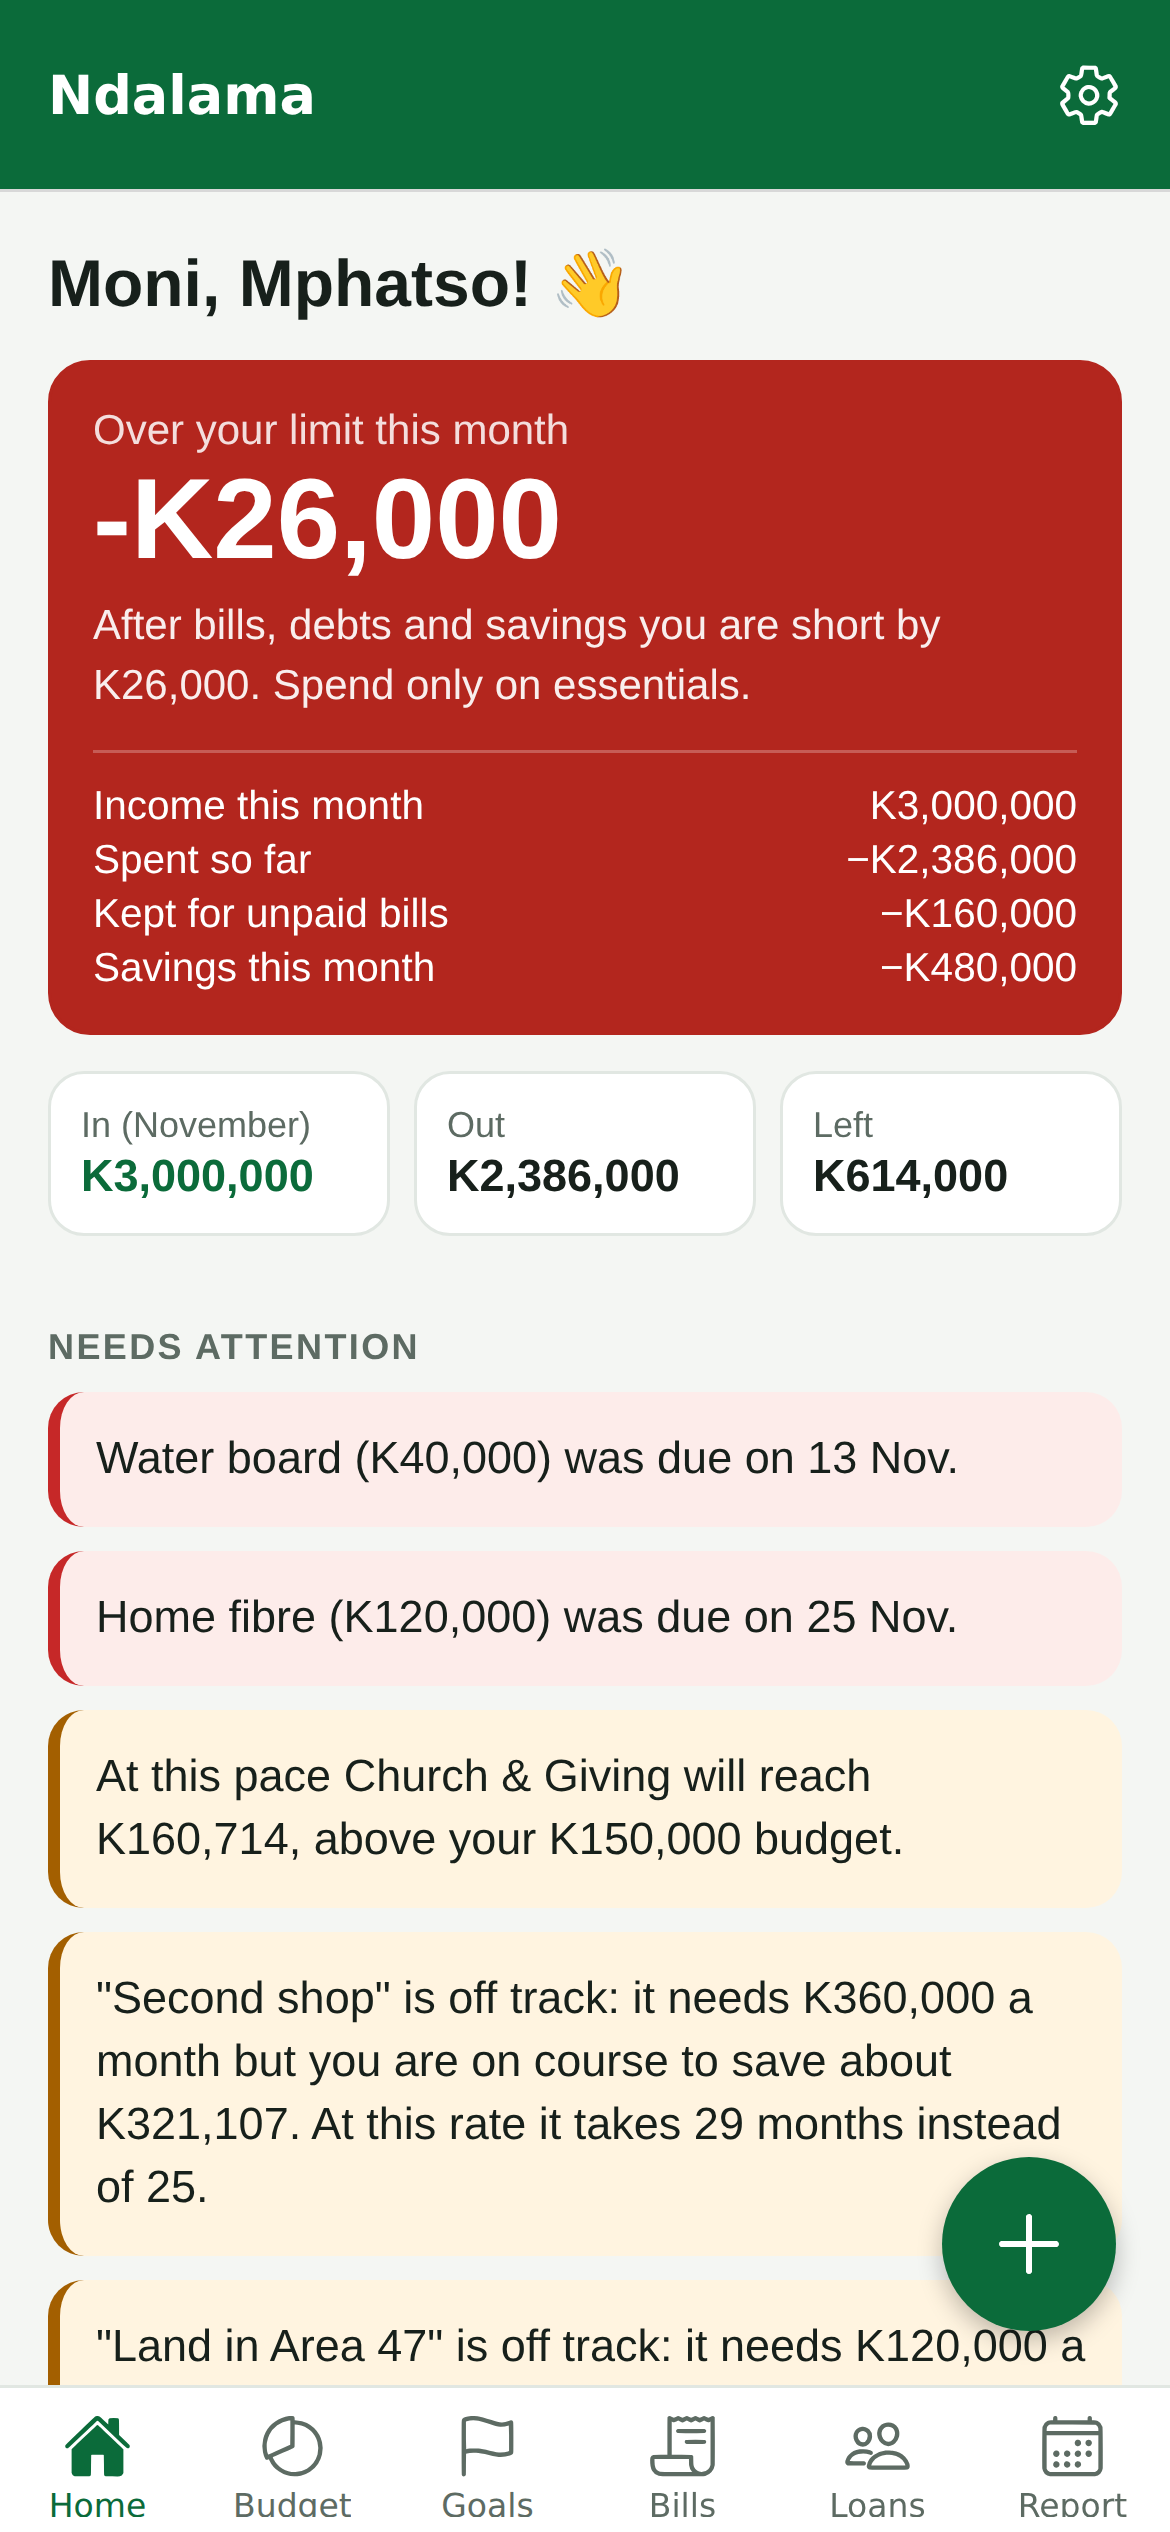 Ndalama
Moni, Mphatso! 👋
Over your limit this month
-K26,000
After bills, debts and savings you are short by
K26,000. Spend only on essentials.
Income this month K3,000,000
Spent so far −K2,386,000
Kept for unpaid bills −K160,000
Savings this month −K480,000
In (November) Out Left
K3,000,000 K2,386,000 K614,000
NEEDS ATTENTION
Water board (K40,000) was due on 13 Nov.
Home fibre (K120,000) was due on 25 Nov.
At this pace Church & Giving will reach
K160,714, above your K150,000 budget.
"Second shop" is off track: it needs K360,000 a
month but you are on course to save about
K321,107. At this rate it takes 29 months instead
of 25.
"Land in Area 47" is off track: it needs K120,000 a
Home Budget Goals Bills Loans Report